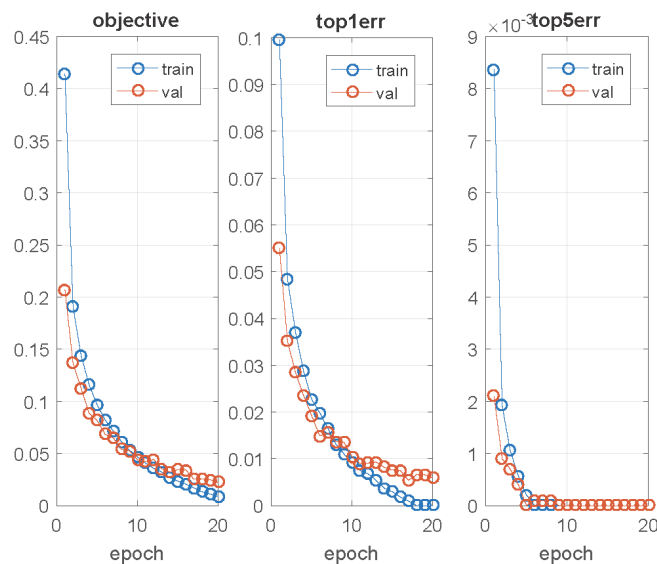 objective
0.45
0.4
0.35
0.3
0.25
0.2
0.15
0.1
0.05
0
0 10 20
epoch
train
val
top1err
0.1
0.09
0.08
0.07
0.06
0.05
0.04
0.03
0.02
0.01
0
0 10 20
epoch
train
val
×10⁻³ top5err
9
8
7
6
5
4
3
2
1
0
0 10 20
epoch
train
val